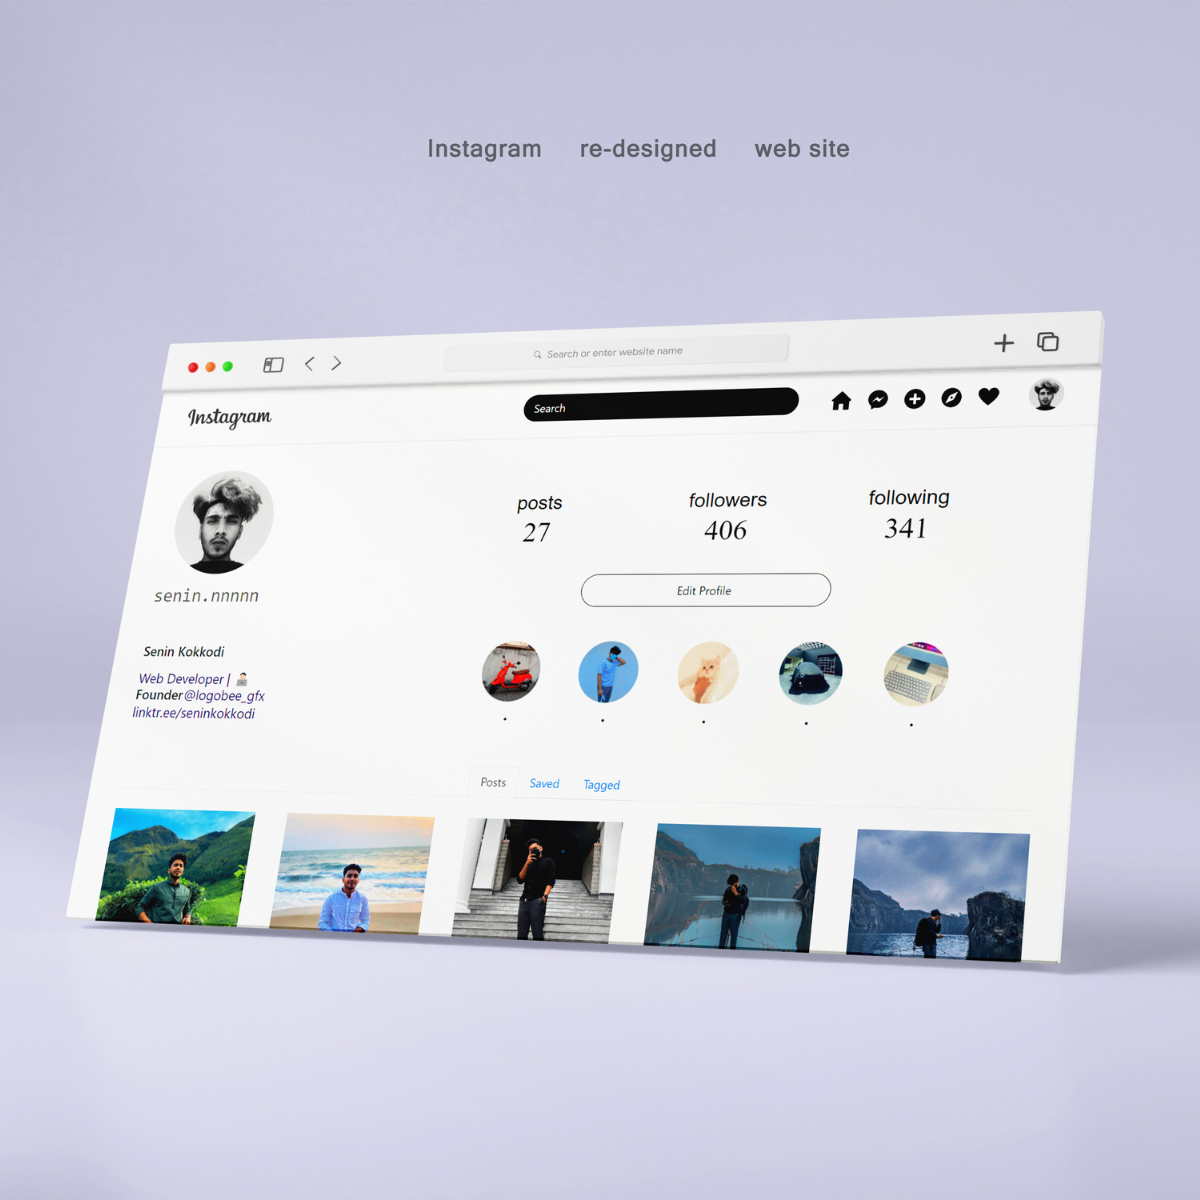 Instagram re-designed web site
Search or enter website name
Instagram
Search
posts
27
followers
406
following
341
Edit Profile
senin.nnnnn
Senin Kokkodi
Web Developer |
Founder @logobee_gfx
linktr.ee/seninkokkodi
Posts Saved Tagged